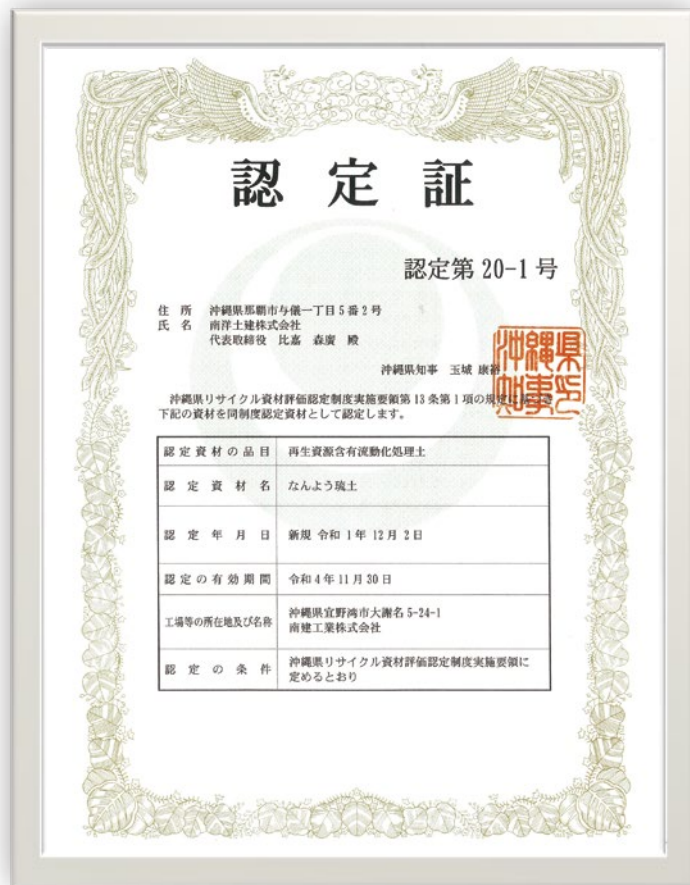 認定証
認定第 20-1 号
住 所 沖縄県那覇市与儀一丁目5番2号
氏 名 南洋土建株式会社
代表取締役 比嘉 森廣 殿
沖縄県知事 玉城 康裕
沖縄県知事印
沖縄県リサイクル資材評価認定制度実施要領第 13 条第 1 項の規定に基づき
下記の資材を同制度認定資材として認定します。
認定資材の品目 再生資源含有流動化処理土
認定資材名 なんよう琉土
認定年月日 新規 令和 1年 12月 2日
認定の有効期間 令和 4年 11月 30日
工場等の所在地及び名称 沖縄県宜野湾市大謝名 5-24-1
南建工業株式会社
認定の条件 沖縄県リサイクル資材評価認定制度実施要領に
定めるとおり